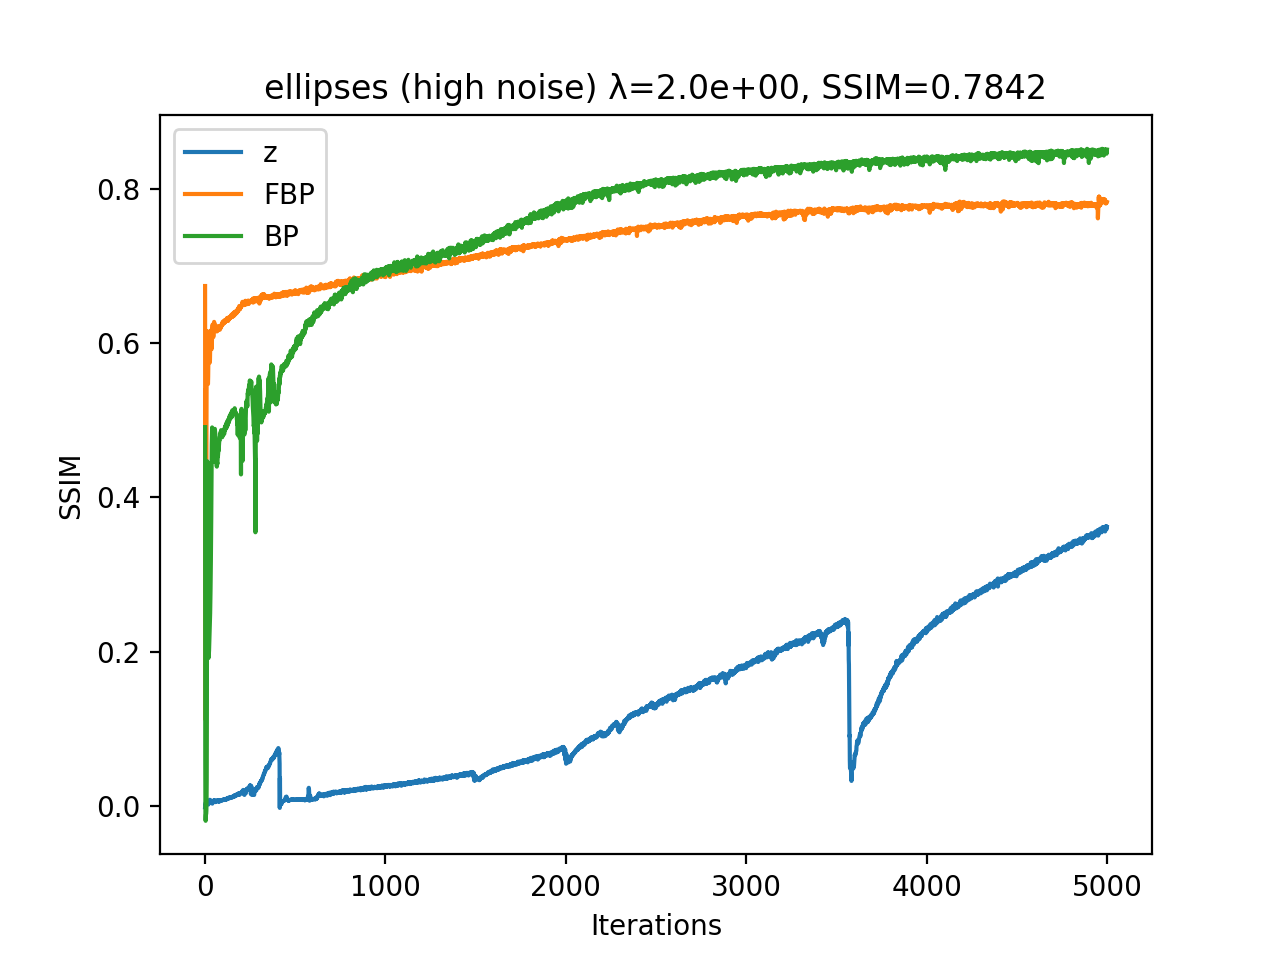 ellipses (high noise) λ=2.0e+00, SSIM=0.7842
z
FBP
BP
SSIM
0.8
0.6
0.4
0.2
0.0
0 1000 2000 3000 4000 5000
Iterations